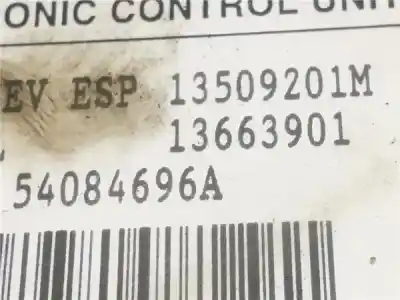 ONIC CONTROL UNIT
EV ESP 13509201M
13663901
54084696A